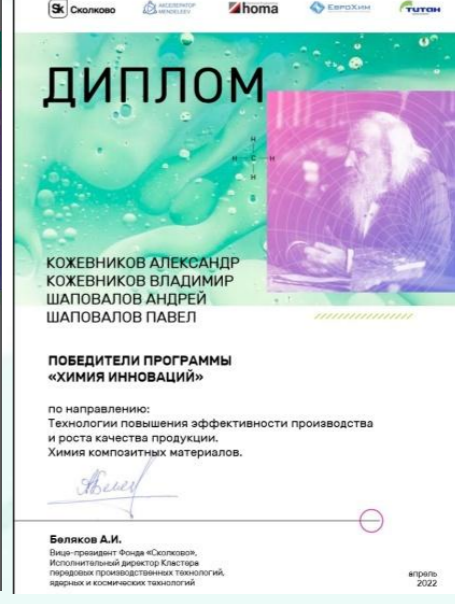 Sk Сколково
АКСЕЛЕРАТОР
MENDELEEV
homa
ЕВРОХИМ
ТИТАН
ДИПЛОМ
H
H - C - H
H
КОЖЕВНИКОВ АЛЕКСАНДР
КОЖЕВНИКОВ ВЛАДИМИР
ШАПОВАЛОВ АНДРЕЙ
ШАПОВАЛОВ ПАВЕЛ
ПОБЕДИТЕЛИ ПРОГРАММЫ
«ХИМИЯ ИННОВАЦИЙ»
по направлению:
Технологии повышения эффективности производства
и роста качества продукции.
Химия композитных материалов.
Беляков А.И.
Вице-президент Фонда «Сколково»,
Исполнительный директор Кластера
передовых производственных технологий,
ядерных и космических технологий
апрель
2022